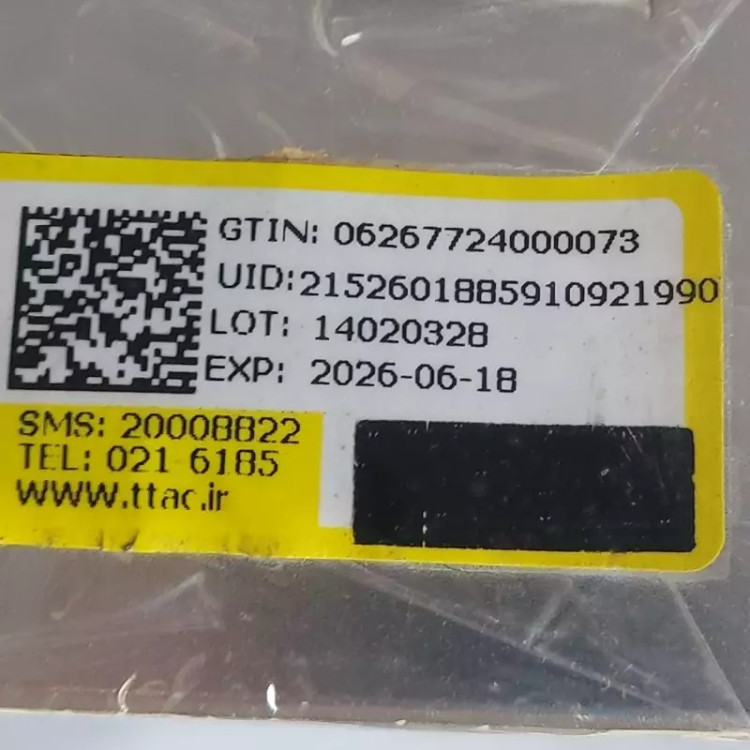 GTIN: 06267724000073
UID:2152601885910921990
LOT: 14020328
EXP: 2026-06-18
SMS: 20008822
TEL: 021 6185
www.ttac.ir